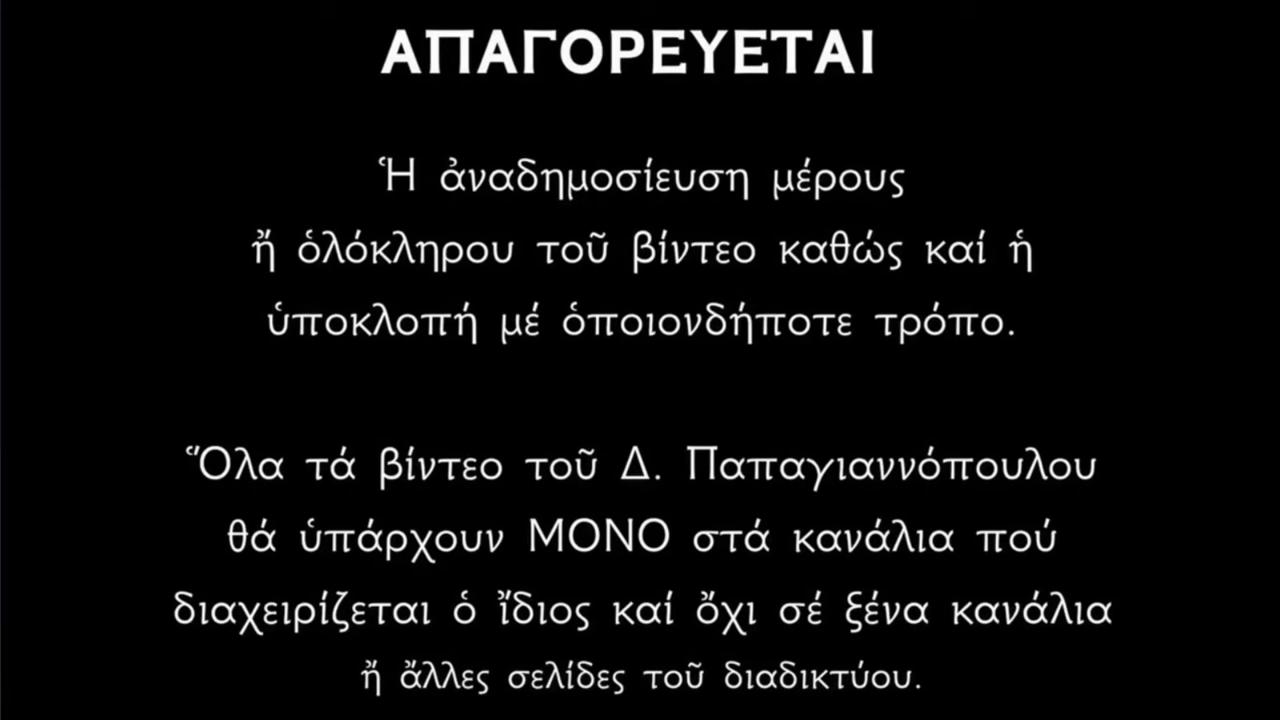 ΑΠΑΓΟΡΕΥΕΤΑΙ
Ἡ ἀναδημοσίευση μέρους
ἤ ὁλόκληρου τοῦ βίντεο καθώς καί ἡ
ὑποκλοπή μέ ὁποιονδήποτε τρόπο.
Ὅλα τά βίντεο τοῦ Δ. Παπαγιαννόπουλου
θά ὑπάρχουν ΜΟΝΟ στά κανάλια πού
διαχειρίζεται ὁ ἴδιος καί ὄχι σέ ξένα κανάλια
ἤ ἄλλες σελίδες τοῦ διαδικτύου.